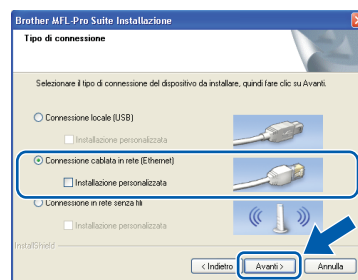 Brother MFL-Pro Suite Installazione
Tipo di connessione
Selezionare il tipo di connessione del dispositivo da installare, quindi fare clic su Avanti.
Connessione locale (USB)
Installazione personalizzata
Connessione cablata in rete (Ethernet)
Installazione personalizzata
Connessione in rete senza fili
Installazione personalizzata
InstallShield
< Indietro
Avanti >
Annulla